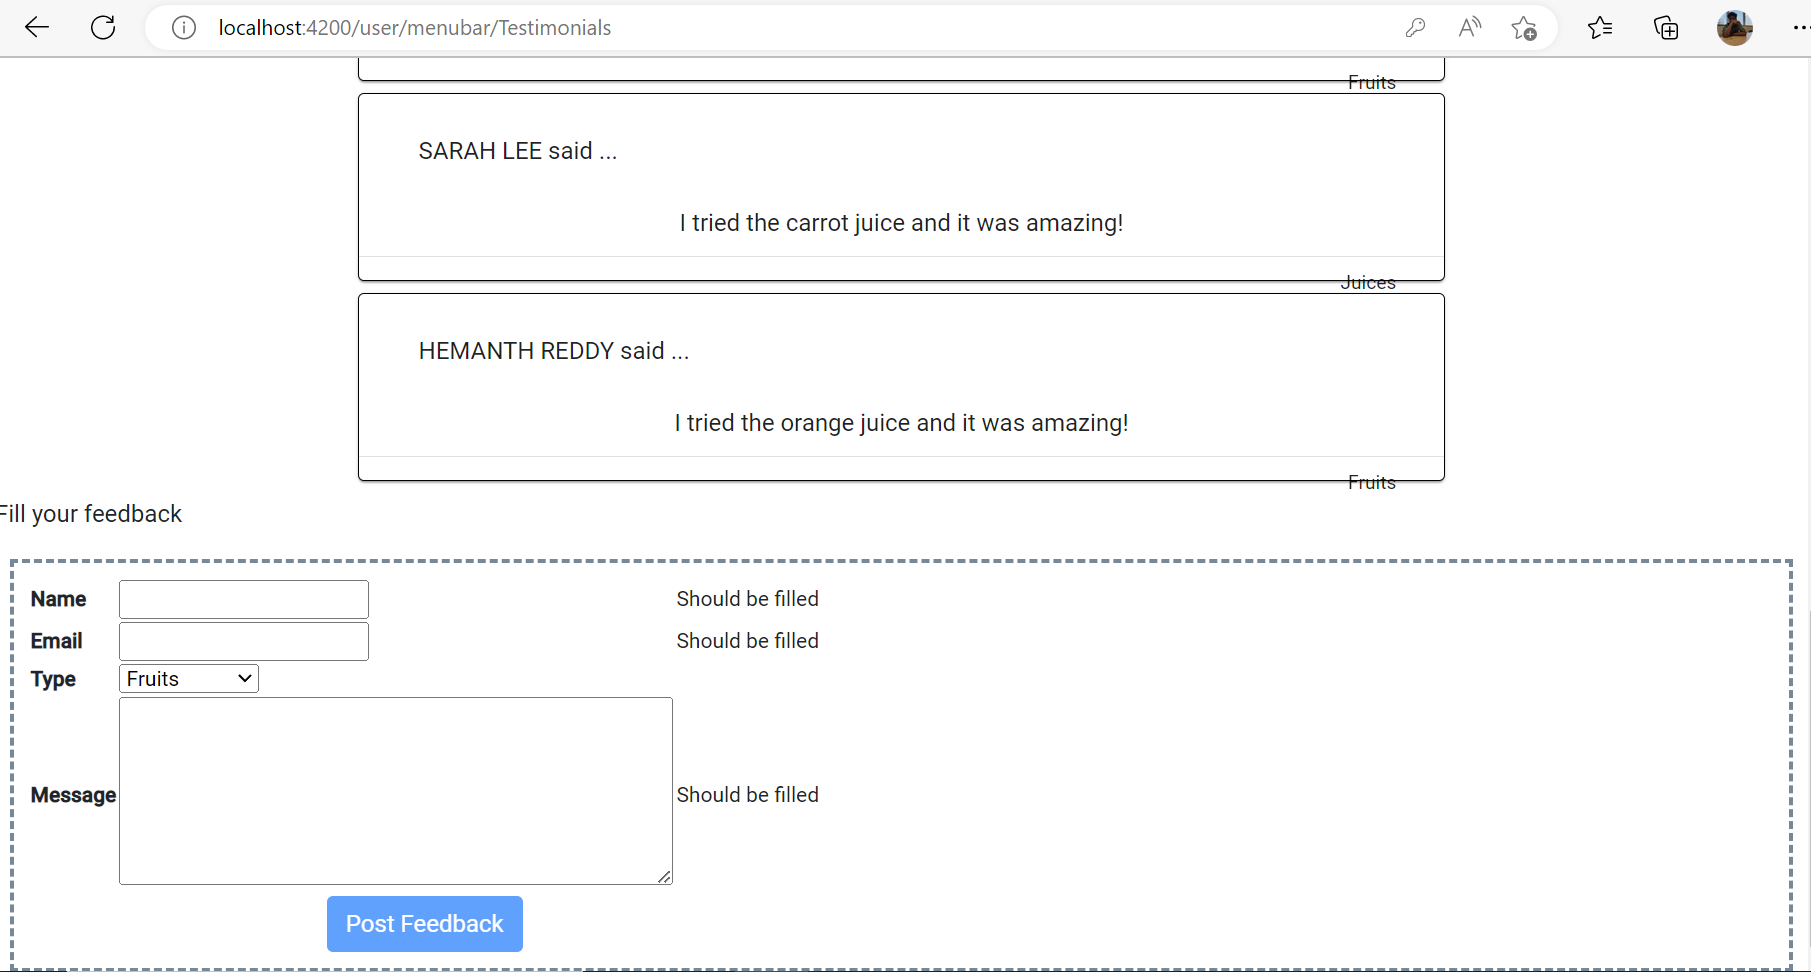 localhost:4200/user/menubar/Testimonials
Fruits
SARAH LEE said ...
I tried the carrot juice and it was amazing!
Juices
HEMANTH REDDY said ...
I tried the orange juice and it was amazing!
Fruits
Fill your feedback
Name Should be filled
Email Should be filled
Type Fruits
Message Should be filled
Post Feedback